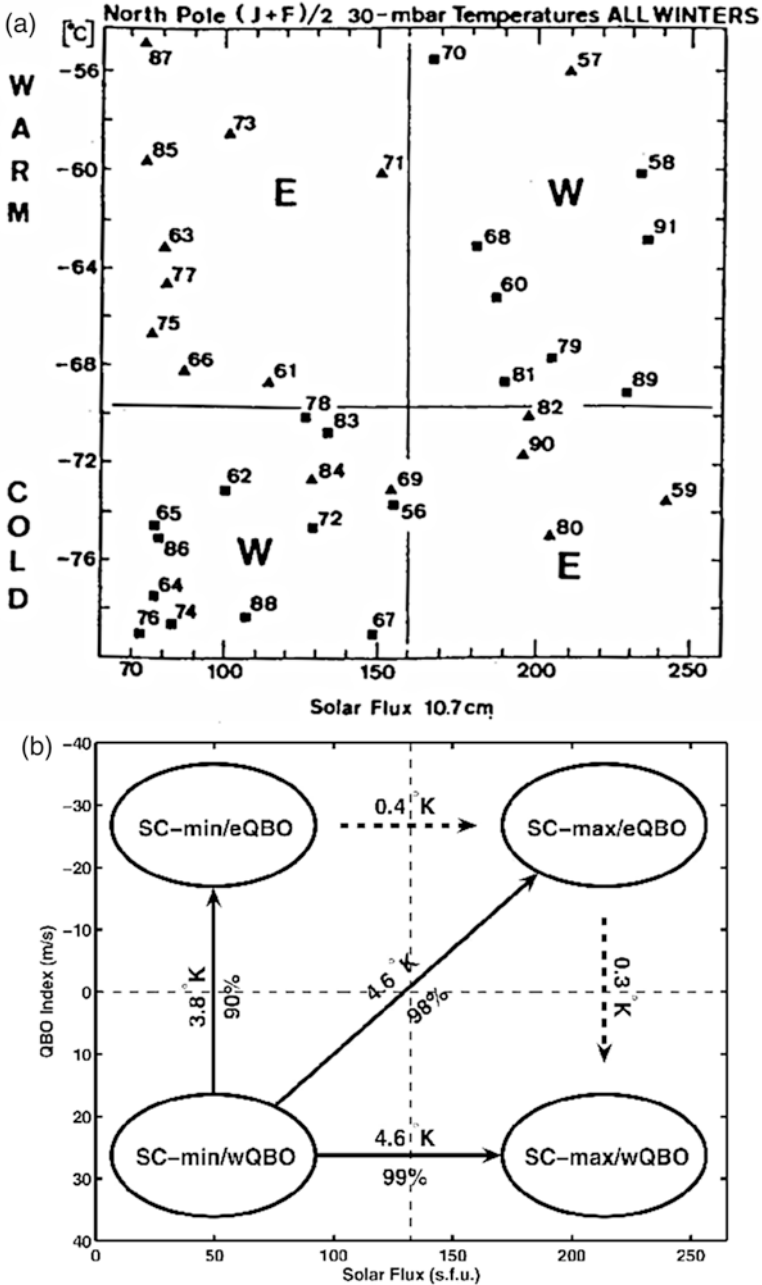 (a)
North Pole (J+F)/2 30-mbar Temperatures ALL WINTERS
[°C]
WARM
COLD
-56
-60
-64
-68
-72
-76
87
70
57
73
85
71
58
E
W
63
68
91
77
60
75
79
66
61
81
89
78
82
83
90
84
69
62
59
65
72
56
86
80
W
E
64
76
74
88
67
70
100
150
200
250
Solar Flux 10.7cm
(b)
-40
-30
-20
-10
0
10
20
30
40
QBO Index (m/s)
SC-min/eQBO
0.4°K
SC-max/eQBO
3.8°K
90%
4.6°K
98%
0.3°K
SC-min/wQBO
4.6°K
99%
SC-max/wQBO
0
50
100
150
200
250
Solar Flux (s.f.u.)